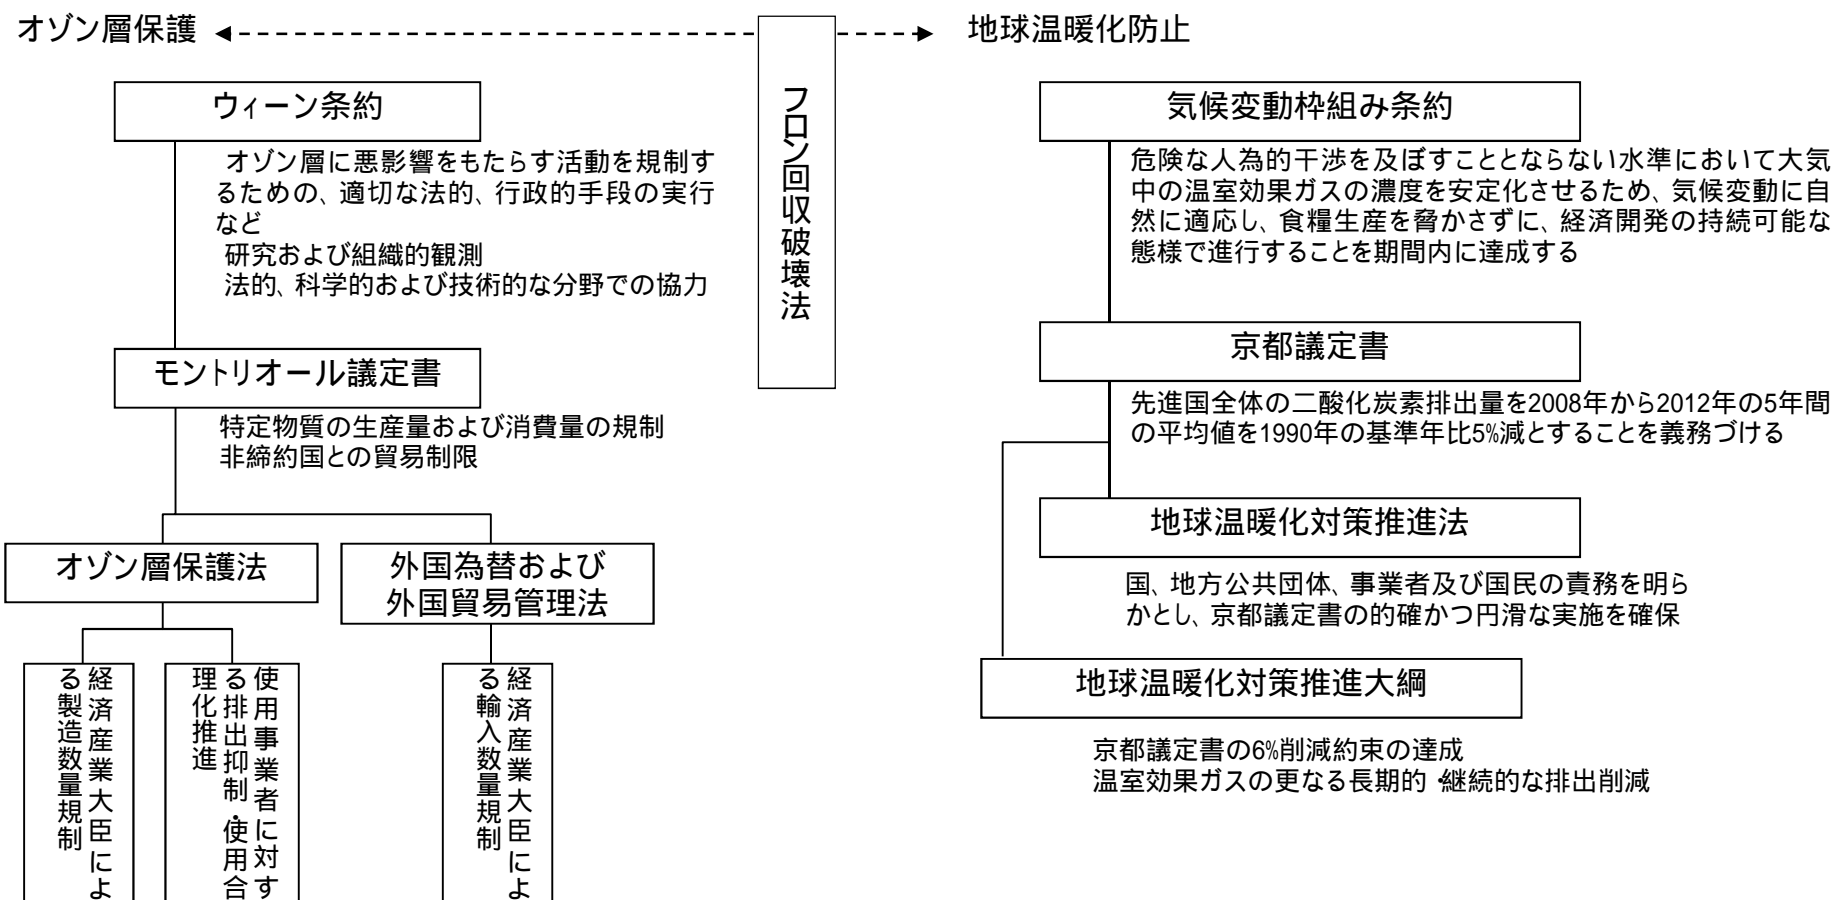 オゾン層保護
地球温暖化防止
フロン回収破壊法
ウィーン条約
オゾン層に悪影響をもたらす活動を規制す
るための、適切な法的、行政的手段の実行
など
研究および組織的観測
法的、科学的および技術的な分野での協力
モントリオール議定書
特定物質の生産量および消費量の規制
非締約国との貿易制限
オゾン層保護法
外国為替および
外国貿易管理法
経済産業大臣によ
る製造数量規制
使用事業者に対す
る排出抑制・使用合
理化推進
経済産業大臣によ
る輸入数量規制
気候変動枠組み条約
危険な人為的干渉を及ぼすこととならない水準において大気
中の温室効果ガスの濃度を安定化させるため、気候変動に自
然に適応し、食糧生産を脅かさずに、経済開発の持続可能な
態様で進行することを期間内に達成する
京都議定書
先進国全体の二酸化炭素排出量を2008年から2012年の5年間
の平均値を1990年の基準年比5%減とすることを義務づける
地球温暖化対策推進法
国、地方公共団体、事業者及び国民の責務を明ら
かとし、京都議定書の的確かつ円滑な実施を確保
地球温暖化対策推進大綱
京都議定書の6%削減約束の達成
温室効果ガスの更なる長期的・継続的な排出削減